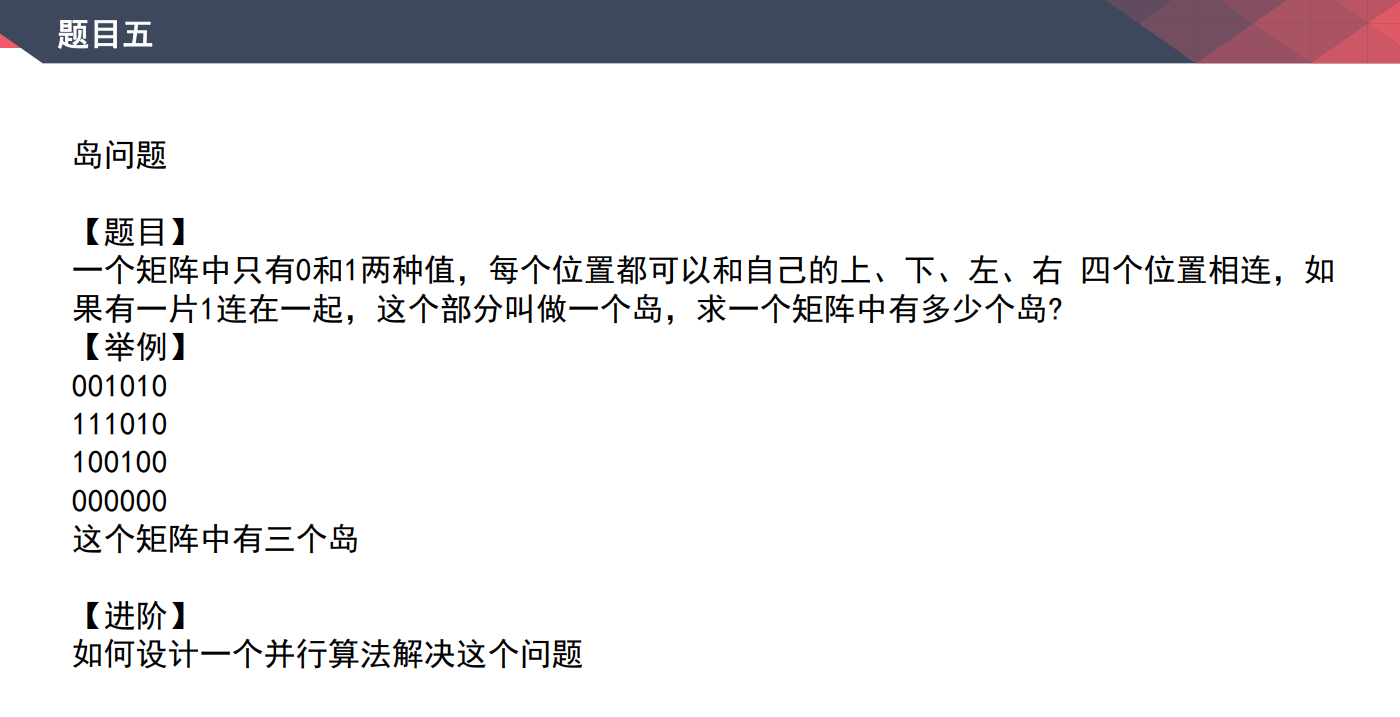 题目五
岛问题
【题目】
一个矩阵中只有0和1两种值，每个位置都可以和自己的上、下、左、右 四个位置相连，如
果有一片1连在一起，这个部分叫做一个岛，求一个矩阵中有多少个岛?
【举例】
001010
111010
100100
000000
这个矩阵中有三个岛
【进阶】
如何设计一个并行算法解决这个问题